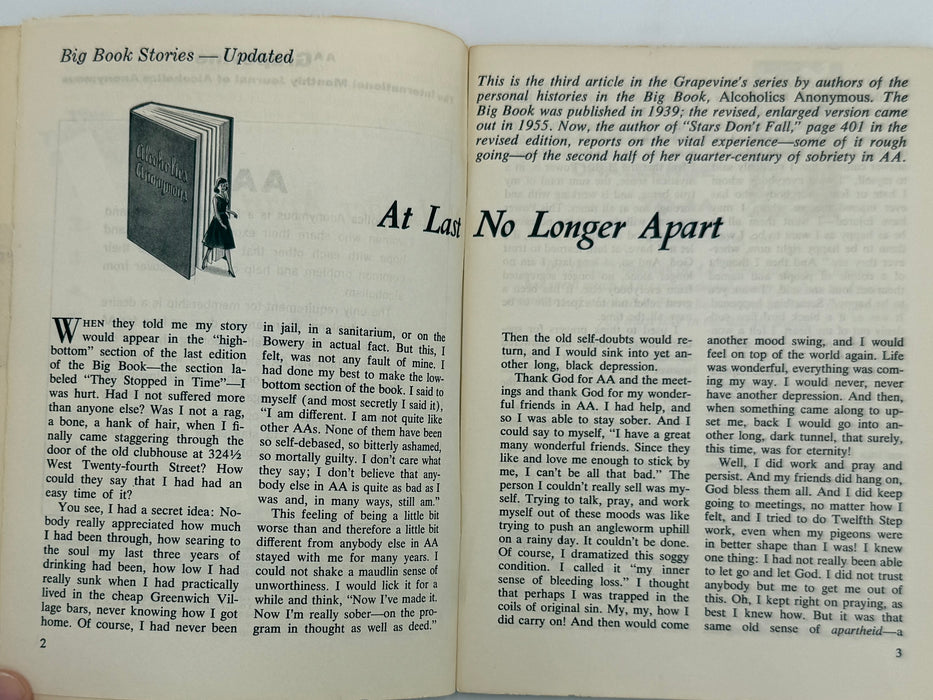 Big Book Stories — Updated
Alcoholics
Anonymous
This is the third article in the Grapevine's series by authors of the
personal histories in the Big Book, Alcoholics Anonymous. The
Big Book was published in 1939; the revised, enlarged version came
out in 1955. Now, the author of "Stars Don't Fall," page 401 in the
revised edition, reports on the vital experience—some of it rough
going—of the second half of her quarter-century of sobriety in AA.
At Last No Longer Apart
WHEN they told me my story
would appear in the "high-
bottom" section of the last edition
of the Big Book—the section la-
beled "They Stopped in Time"—I
was hurt. Had I not suffered more
than anyone else? Was I not a rag,
a bone, a hank of hair, when I fi-
nally came staggering through the
door of the old clubhouse at 324½
West Twenty-fourth Street? How
could they say that I had had an
easy time of it?
You see, I had a secret idea: No-
body really appreciated how much
I had been through, how searing to
the soul my last three years of
drinking had been, how low I had
really sunk when I had practically
lived in the cheap Greenwich Vil-
lage bars, never knowing how I got
home. Of course, I had never been
2
in jail, in a sanitarium, or on the
Bowery in actual fact. But this, I
felt, was not any fault of mine. I
had done my best to make the low-
bottom section of the book. I said to
myself (and most secretly I said it),
"I am different. I am not quite like
other AAs. None of them have been
so self-debased, so bitterly ashamed,
so mortally guilty. I don't care what
they say; I don't believe that any-
body else in AA is quite as bad as I
was and, in many ways, still am."
This feeling of being a little bit
worse than and therefore a little bit
different from anybody else in AA
stayed with me for many years. I
could not shake a maudlin sense of
unworthiness. I would lick it for a
while and think, "Now I've made it.
Now I'm really sober—on the pro-
gram in thought as well as deed."
Then the old self-doubts would re-
turn, and I would sink into yet an-
other long, black depression.
Thank God for AA and the meet-
ings and thank God for my wonder-
ful friends in AA. I had help, and
so I was able to stay sober. And I
could say to myself, "I have a great
many wonderful friends. Since they
like and love me enough to stick by
me, I can't be all that bad." The
person I couldn't really sell was my-
self. Trying to talk, pray, and work
myself out of these moods was like
trying to push an angleworm uphill
on a rainy day. It couldn't be done.
Of course, I dramatized this soggy
condition. I called it "my inner
sense of bleeding loss." I thought
that perhaps I was trapped in the
coils of original sin. My, my, how I
did carry on! And then would come
another mood swing, and I would
feel on top of the world again. Life
was wonderful, everything was com-
ing my way. I would never, never
have another depression. And then,
when something came along to up-
set me, back I would go into an-
other long, dark tunnel, that surely,
this time, was for eternity!
Well, I did work and pray and
persist. And my friends did hang on,
God bless them all. And I did keep
going to meetings, no matter how I
felt, and I tried to do Twelfth Step
work, even when my pigeons were
in better shape than I was! I knew
one thing: I had not really been able
to let go and let God. I did not trust
anybody but me to get me out of
this. Oh, I kept right on praying, as
best I knew how. But it was that
same old sense of apartheid—a
3